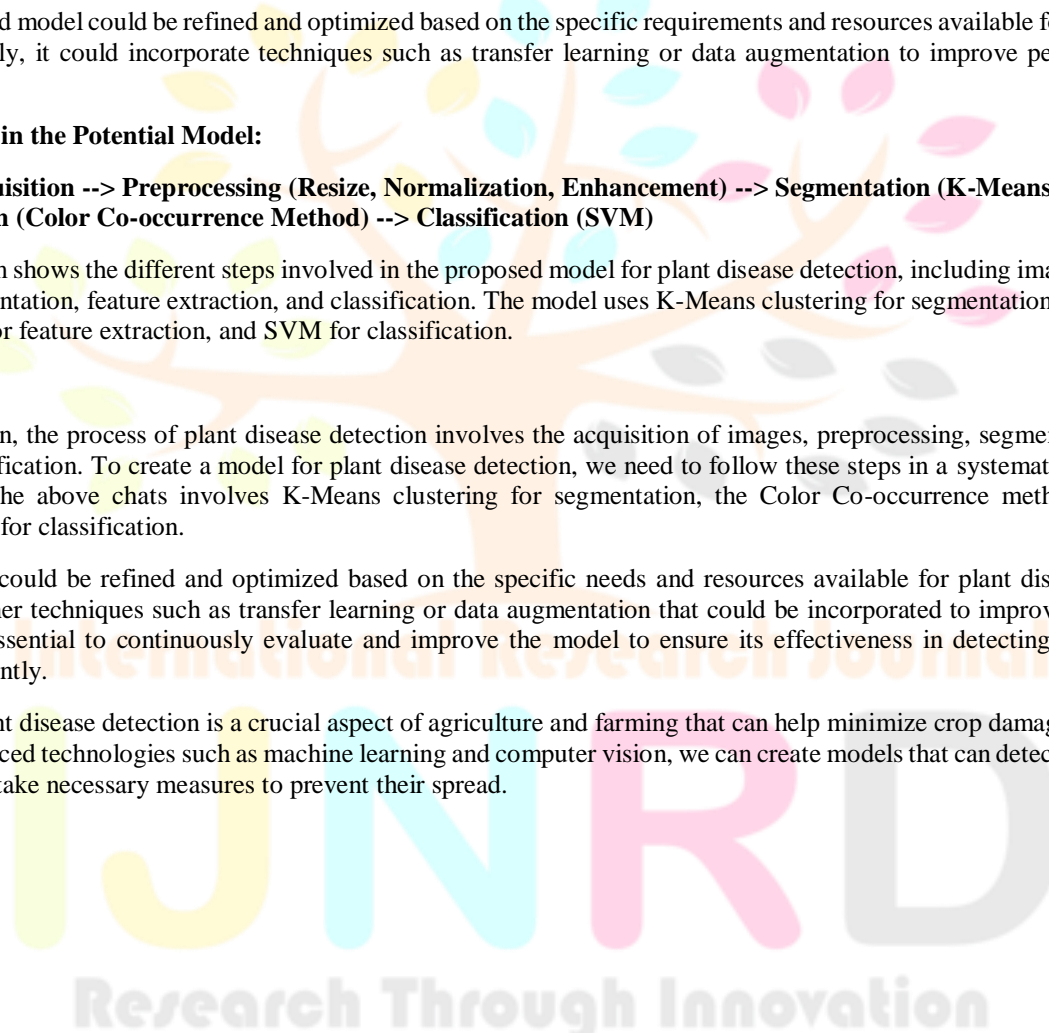 d model could be refined and optimized based on the specific requirements and resources available fo
ly, it could incorporate techniques such as transfer learning or data augmentation to improve pe
in the Potential Model:
uisition --> Preprocessing (Resize, Normalization, Enhancement) --> Segmentation (K-Means
n (Color Co-occurrence Method) --> Classification (SVM)
m shows the different steps involved in the proposed model for plant disease detection, including ima
ntation, feature extraction, and classification. The model uses K-Means clustering for segmentation
or feature extraction, and SVM for classification.
n, the process of plant disease detection involves the acquisition of images, preprocessing, segmen
fication. To create a model for plant disease detection, we need to follow these steps in a systemat
he above chats involves K-Means clustering for segmentation, the Color Co-occurrence meth
for classification.
could be refined and optimized based on the specific needs and resources available for plant dis
her techniques such as transfer learning or data augmentation that could be incorporated to improv
ssential to continuously evaluate and improve the model to ensure its effectiveness in detecting
ntly.
International Research Journal
nt disease detection is a crucial aspect of agriculture and farming that can help minimize crop damag
ced technologies such as machine learning and computer vision, we can create models that can detec
take necessary measures to prevent their spread.
IJNRD
Research Through Innovation